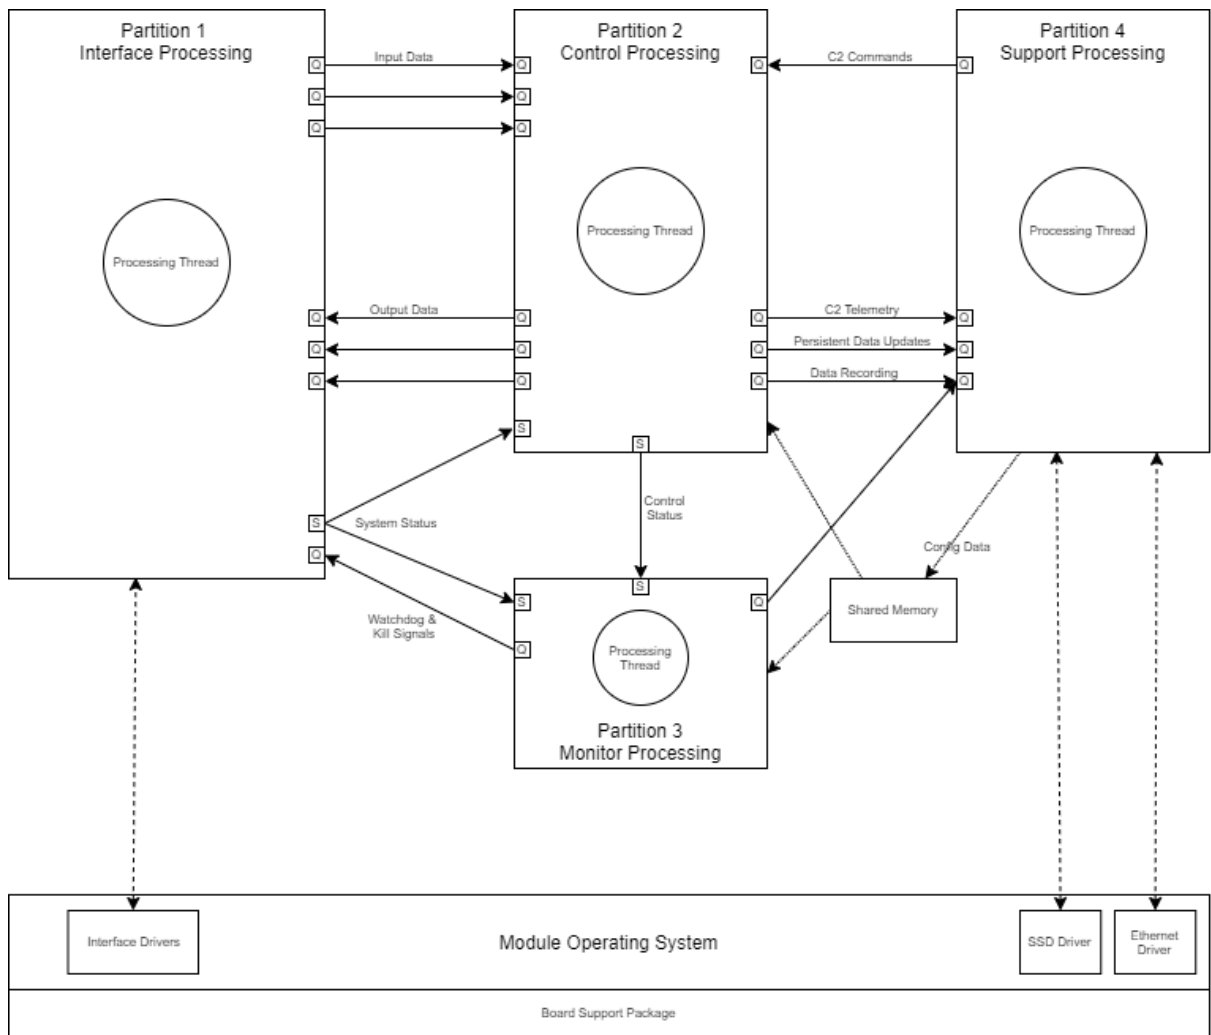 Partition 1
Interface Processing
Partition 2
Control Processing
Partition 4
Support Processing
Q
Input Data
Q
Q
C2 Commands
Q
Q
Q
Q
Q
Processing Thread
Processing Thread
Processing Thread
Q
Output Data
Q
Q
C2 Telemetry
Q
Q
Q
Q
Persistent Data Updates
Q
Q
Q
Q
Data Recording
Q
S
S
Control
Status
S
System Status
Q
Config Data
S
S
Q
Shared Memory
Watchdog &
Kill Signals
Q
Processing
Thread
Partition 3
Monitor Processing
Interface Drivers
Module Operating System
SSD Driver
Ethernet
Driver
Board Support Package